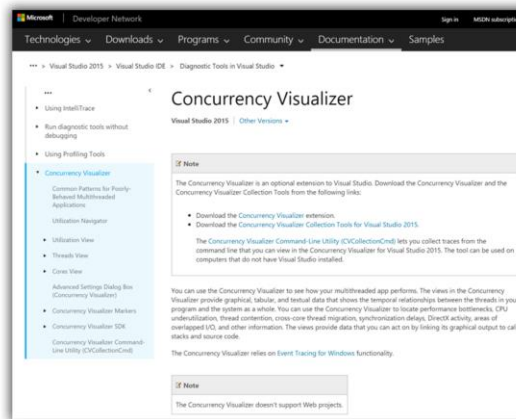 Microsoft | Developer Network
Sign in MSDN subscriptio
Technologies Downloads Programs Community Documentation Samples
••• > Visual Studio 2015 > Visual Studio IDE > Diagnostic Tools in Visual Studio
•••
Using IntelliTrace
Run diagnostic tools without
debugging
Using Profiling Tools
Concurrency Visualizer
Common Patterns for Poorly-
Behaved Multithreaded
Applications
Utilization Navigator
Utilization View
Threads View
Cores View
Advanced Settings Dialog Box
(Concurrency Visualizer)
Concurrency Visualizer Markers
Concurrency Visualizer SDK
Concurrency Visualizer Command-
Line Utility (CVCollectionCmd)
Concurrency Visualizer
Visual Studio 2015 | Other Versions
Note
The Concurrency Visualizer is an optional extension to Visual Studio. Download the Concurrency Visualizer and the
Concurrency Visualizer Collection Tools from the following links:
• Download the Concurrency Visualizer extension.
• Download the Concurrency Visualizer Collection Tools for Visual Studio 2015.
The Concurrency Visualizer Command-Line Utility (CVCollectionCmd) lets you collect traces from the
command line that you can view in the Concurrency Visualizer for Visual Studio 2015. The tool can be used on
computers that do not have Visual Studio installed.
You can use the Concurrency Visualizer to see how your multithreaded app performs. The views in the Concurrency
Visualizer provide graphical, tabular, and textual data that shows the temporal relationships between the threads in you
program and the system as a whole. You can use the Concurrency Visualizer to locate performance bottlenecks, CPU
underutilization, thread contention, cross-core thread migration, synchronization delays, DirectX activity, areas of
overlapped I/O, and other information. The views provide data that you can act on by linking its graphical output to call
stacks and source code.
The Concurrency Visualizer relies on Event Tracing for Windows functionality.
Note
The Concurrency Visualizer doesn't support Web projects.